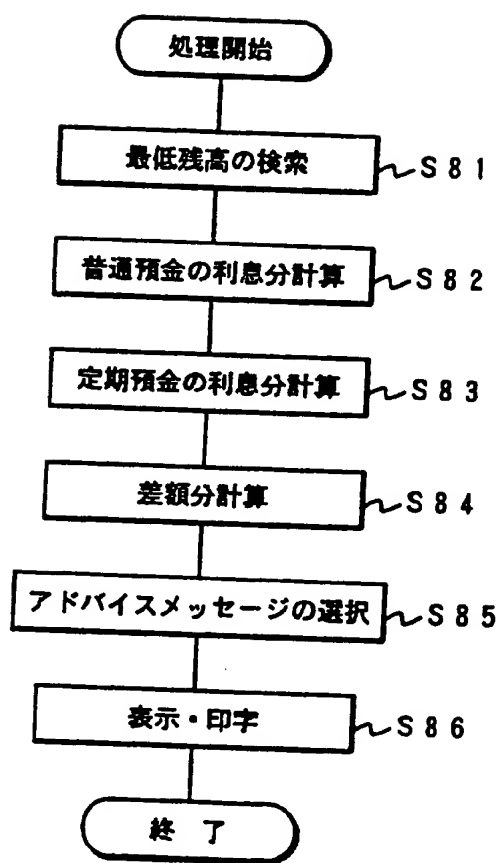 処理開始
最低残高の検索 S81
普通預金の利息分計算 S82
定期預金の利息分計算 S83
差額分計算 S84
アドバイスメッセージの選択 S85
表示・印字 S86
終了